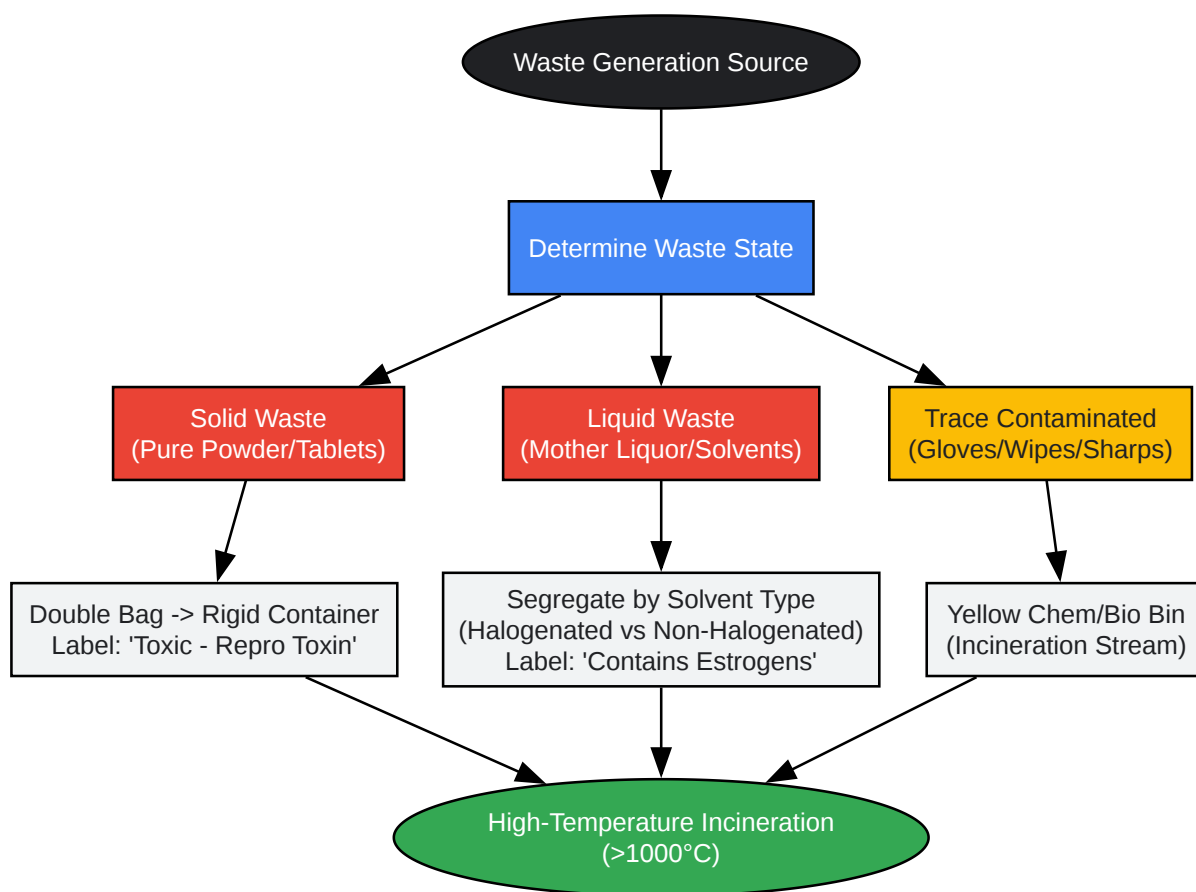 Waste Generation Source
Determine Waste State
Solid Waste
(Pure Powder/Tablets)
Liquid Waste
(Mother Liquor/Solvents)
Trace Contaminated
(Gloves/Wipes/Sharps)
Double Bag -> Rigid Container
Label: 'Toxic - Repro Toxin'
Segregate by Solvent Type
(Halogenated vs Non-Halogenated)
Label: 'Contains Estrogens'
Yellow Chem/Bio Bin
(Incineration Stream)
High-Temperature Incineration
(>1000°C)